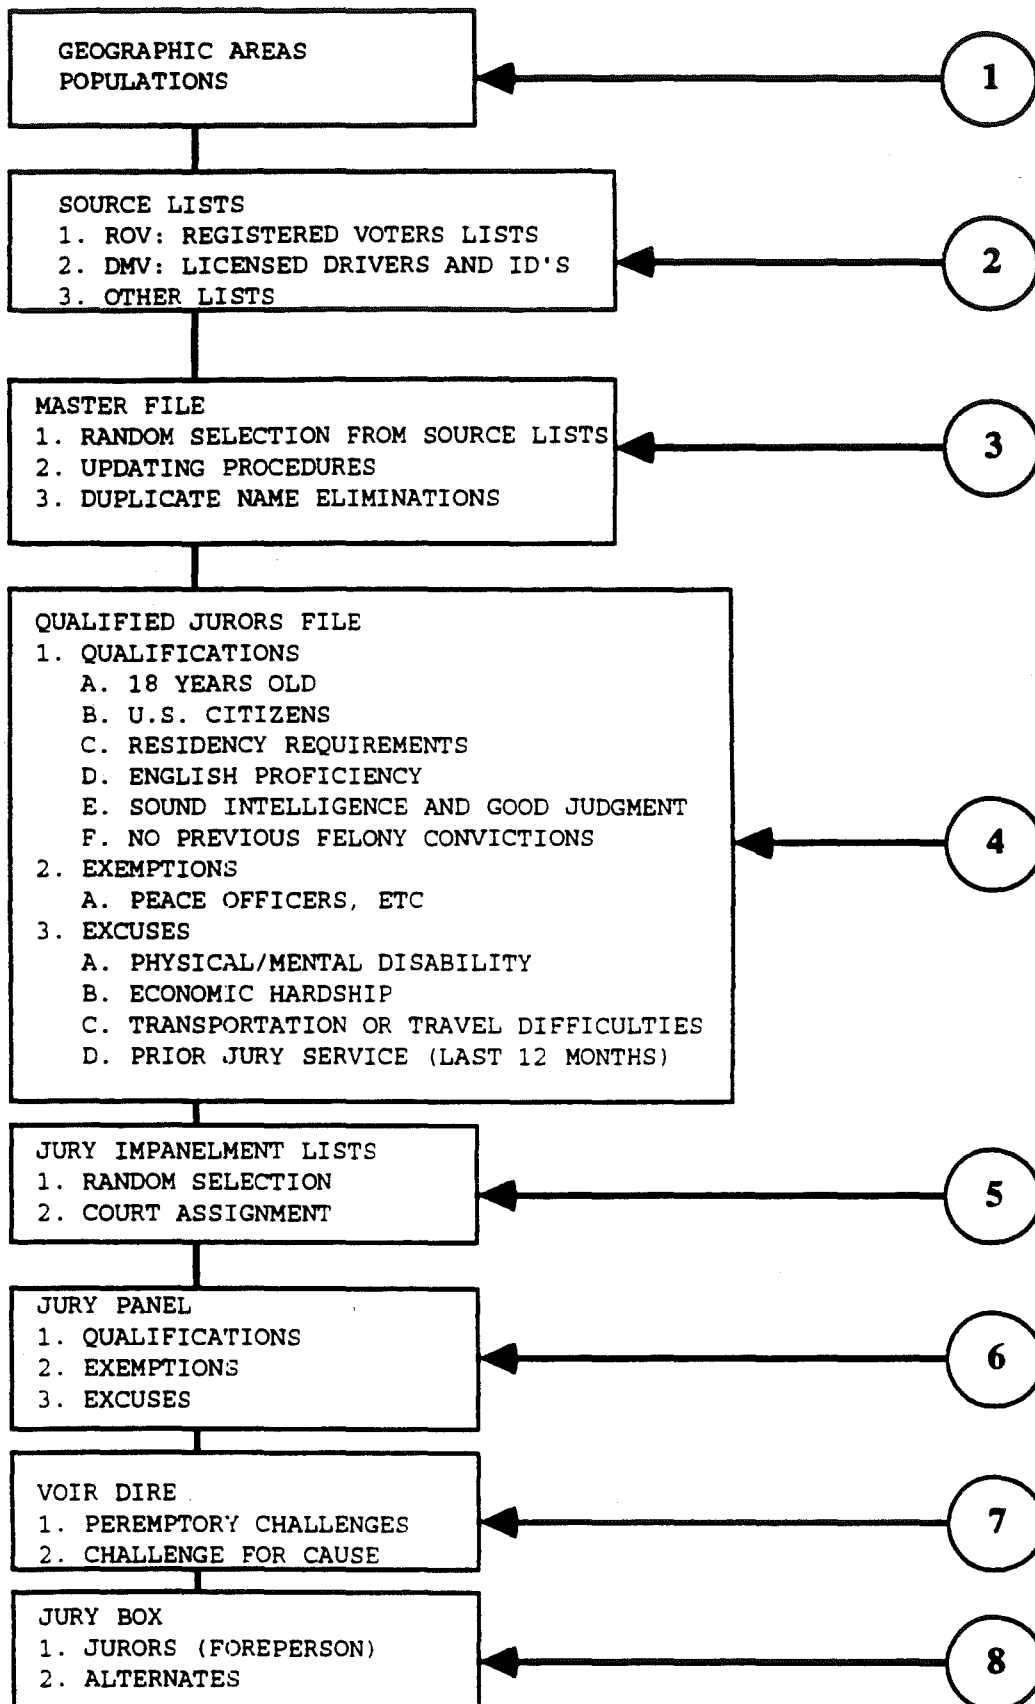 GEOGRAPHIC AREAS
POPULATIONS
1
SOURCE LISTS
1. ROV: REGISTERED VOTERS LISTS
2. DMV: LICENSED DRIVERS AND ID'S
3. OTHER LISTS
2
MASTER FILE
1. RANDOM SELECTION FROM SOURCE LISTS
2. UPDATING PROCEDURES
3. DUPLICATE NAME ELIMINATIONS
3
QUALIFIED JURORS FILE
1. QUALIFICATIONS
A. 18 YEARS OLD
B. U.S. CITIZENS
C. RESIDENCY REQUIREMENTS
D. ENGLISH PROFICIENCY
E. SOUND INTELLIGENCE AND GOOD JUDGMENT
F. NO PREVIOUS FELONY CONVICTIONS
2. EXEMPTIONS
A. PEACE OFFICERS, ETC
3. EXCUSES
A. PHYSICAL/MENTAL DISABILITY
B. ECONOMIC HARDSHIP
C. TRANSPORTATION OR TRAVEL DIFFICULTIES
D. PRIOR JURY SERVICE (LAST 12 MONTHS)
4
JURY IMPANELMENT LISTS
1. RANDOM SELECTION
2. COURT ASSIGNMENT
5
JURY PANEL
1. QUALIFICATIONS
2. EXEMPTIONS
3. EXCUSES
6
VOIR DIRE
1. PEREMPTORY CHALLENGES
2. CHALLENGE FOR CAUSE
7
JURY BOX
1. JURORS (FOREPERSON)
2. ALTERNATES
8